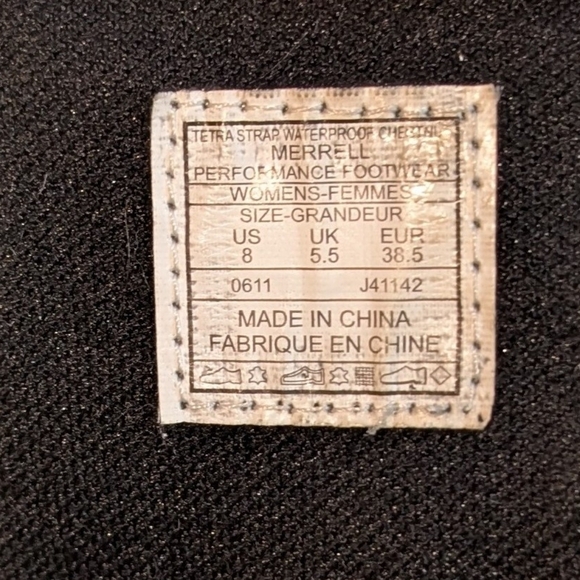 TETRA STRAP WATERPROOF CHESTNUT
MERRELL
PERFORMANCE FOOTWEAR
WOMENS-FEMMES
SIZE-GRANDEUR
US UK EUR
8 5.5 38.5
0611 J41142
MADE IN CHINA
FABRIQUE EN CHINE